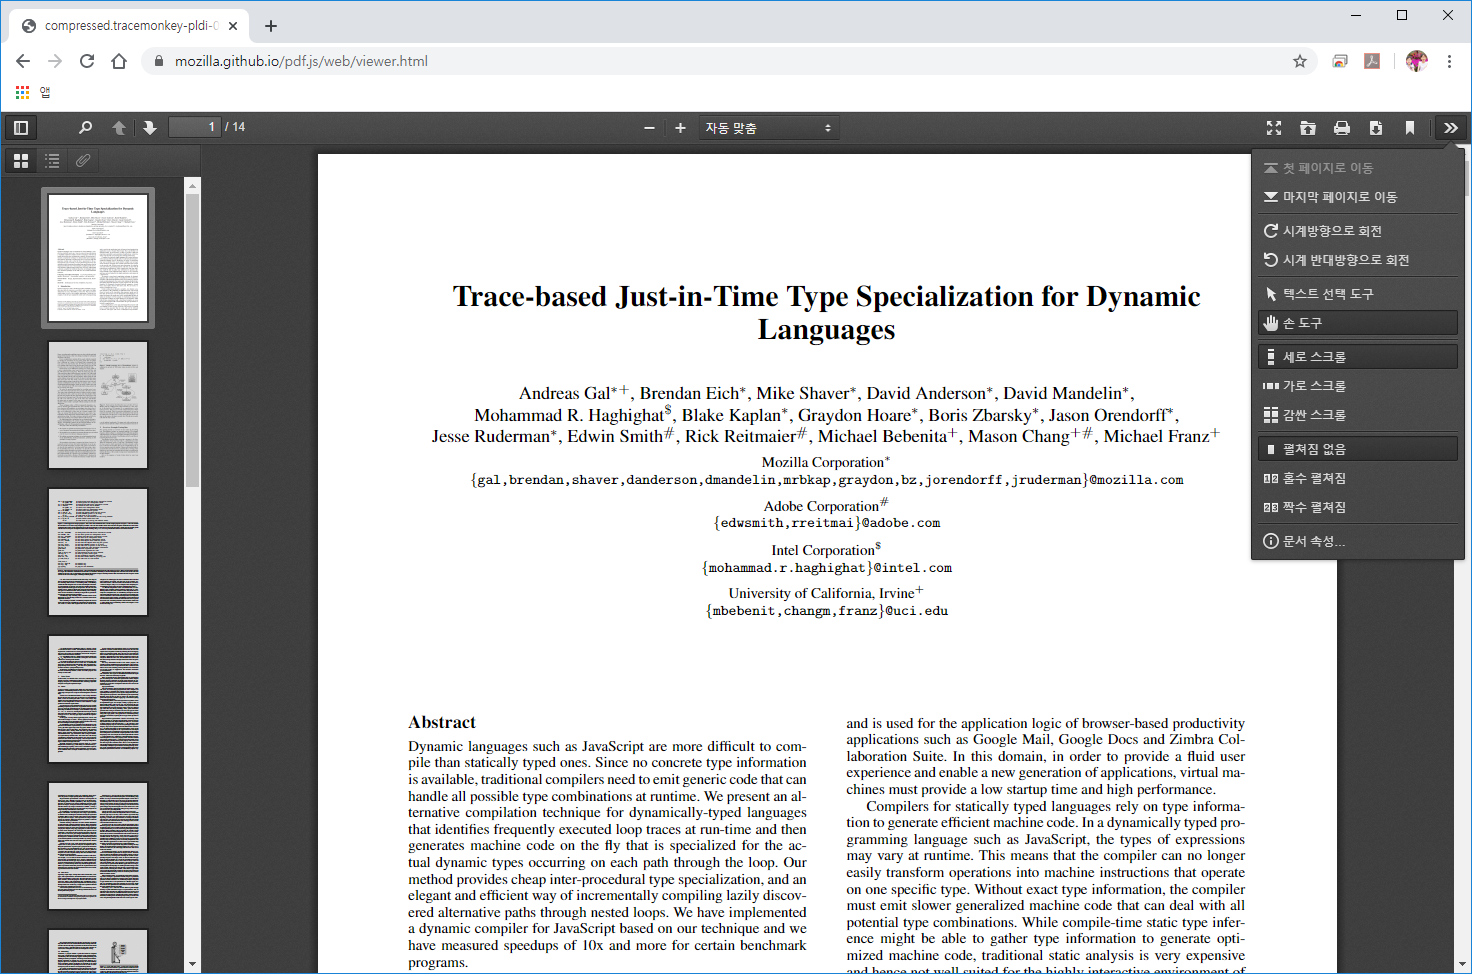 compressed.tracemonkey-pldi-0
mozilla.github.io/pdf.js/web/viewer.html
앱
1 / 14
자동 맞춤
첫 페이지로 이동
마지막 페이지로 이동
시계방향으로 회전
시계 반대방향으로 회전
텍스트 선택 도구
손 도구
세로 스크롤
가로 스크롤
감싼 스크롤
펼쳐짐 없음
홀수 펼쳐짐
짝수 펼쳐짐
문서 속성...
Trace-based Just-in-Time Type Specialization for Dynamic
Languages
Andreas Gal*+, Brendan Eich*, Mike Shaver*, David Anderson*, David Mandelin*,
Mohammad R. Haghighat$, Blake Kaplan*, Graydon Hoare*, Boris Zbarsky*, Jason Orendorff*,
Jesse Ruderman*, Edwin Smith#, Rick Reitmaier#, Michael Bebenita+, Mason Chang+#, Michael Franz+
Mozilla Corporation*
{gal,brendan,shaver,danderson,dmandelin,mrbkap,graydon,bz,jorendorff,jruderman}@mozilla.com
Adobe Corporation#
{edwsmith,rreitmai}@adobe.com
Intel Corporation$
{mohammad.r.haghighat}@intel.com
University of California, Irvine+
{mbebenit,changm,franz}@uci.edu
Abstract
Dynamic languages such as JavaScript are more difficult to com-
pile than statically typed ones. Since no concrete type information
is available, traditional compilers need to emit generic code that can
handle all possible type combinations at runtime. We present an al-
ternative compilation technique for dynamically-typed languages
that identifies frequently executed loop traces at run-time and then
generates machine code on the fly that is specialized for the ac-
tual dynamic types occurring on each path through the loop. Our
method provides cheap inter-procedural type specialization, and an
elegant and efficient way of incrementally compiling lazily discov-
ered alternative paths through nested loops. We have implemented
a dynamic compiler for JavaScript based on our technique and we
have measured speedups of 10x and more for certain benchmark
programs.
and is used for the application logic of browser-based productivity
applications such as Google Mail, Google Docs and Zimbra Col-
laboration Suite. In this domain, in order to provide a fluid user
experience and enable a new generation of applications, virtual ma-
chines must provide a low startup time and high performance.
Compilers for statically typed languages rely on type informa-
tion to generate efficient machine code. In a dynamically typed pro-
gramming language such as JavaScript, the types of expressions
may vary at runtime. This means that the compiler can no longer
easily transform operations into machine instructions that operate
on one specific type. Without exact type information, the compiler
must emit slower generalized machine code that can deal with all
potential type combinations. While compile-time static type infer-
ence might be able to gather type information to generate opti-
mized machine code, traditional static analysis is very expensive
and hence not well suited for the highly interactive environment of